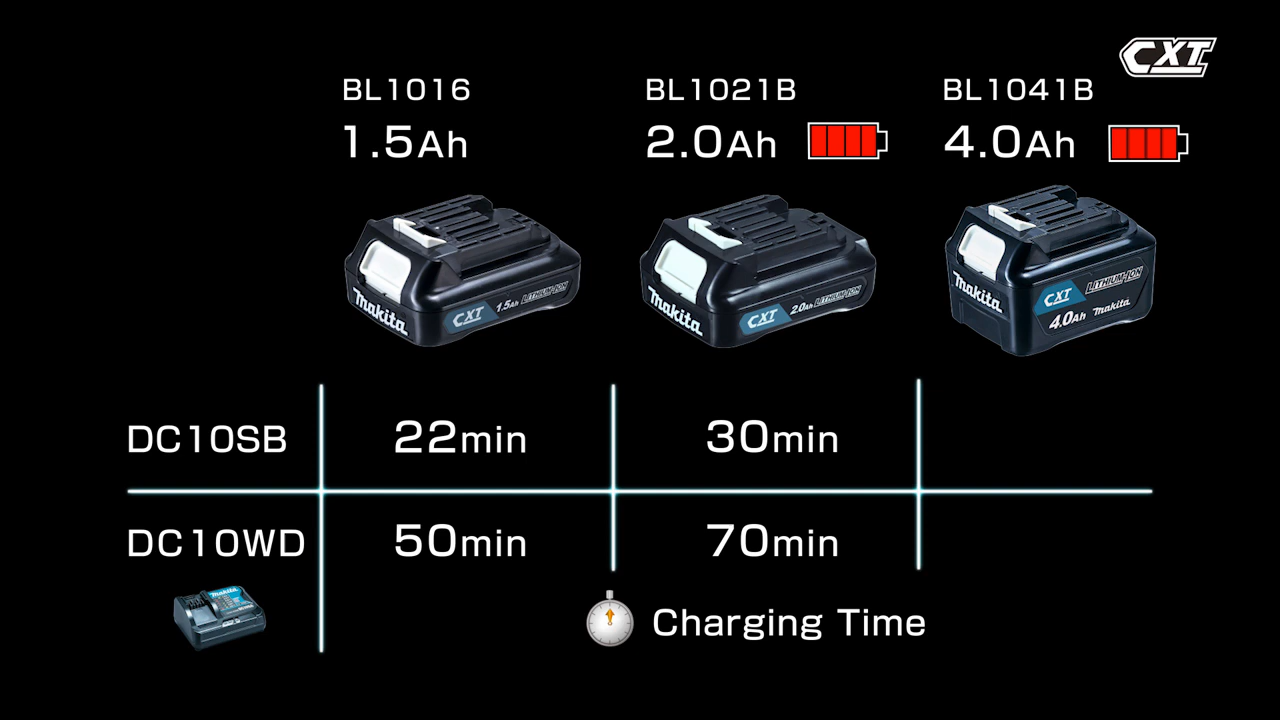 CXT
BL1016
BL1021B
BL1041B
1.5Ah
2.0Ah
4.0Ah
makita
CXT 1.5Ah LITHIUM-ION
makita
CXT 2.0Ah LITHIUM-ION
makita
CXT LITHIUM-ION
4.0Ah makita
DC10SB
22min
30min
DC10WD
50min
70min
makita
Charging Time